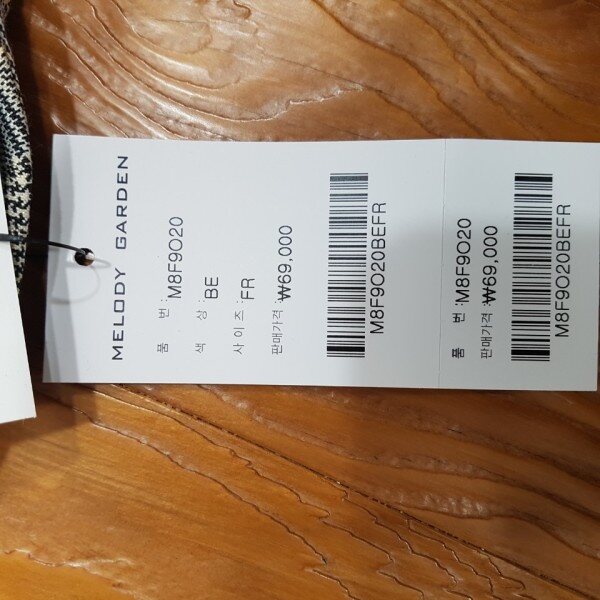 MELODY GARDEN
품 번 : M8F9O20
색 상 : BE
사 이 즈 : FR
판매가격 : ₩69,000
M8F9O20BEFR
품 번 : M8F9O20
판매가격 : ₩69,000
M8F9O20BEFR